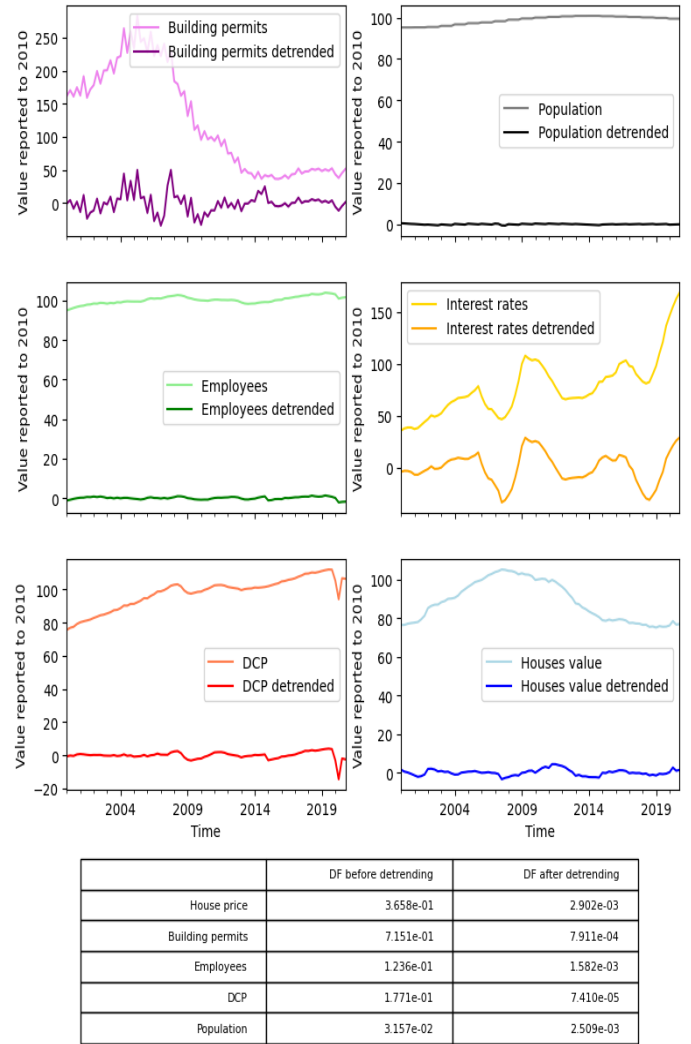 Building permits
Building permits detrended
Value reported to 2010
250
200
150
100
50
0
Population
Population detrended
Value reported to 2010
100
80
60
40
20
0
Employees
Employees detrended
Value reported to 2010
100
80
60
40
20
0
Interest rates
Interest rates detrended
Value reported to 2010
150
100
50
0
DCP
DCP detrended
Value reported to 2010
100
80
60
40
20
0
−20
2004 2009 2014 2019
Time
Houses value
Houses value detrended
Value reported to 2010
100
80
60
40
20
0
2004 2009 2014 2019
Time
DF before detrending DF after detrending
House price 3.658e-01 2.902e-03
Building permits 7.151e-01 7.911e-04
Employees 1.236e-01 1.582e-03
DCP 1.771e-01 7.410e-05
Population 3.157e-02 2.509e-03